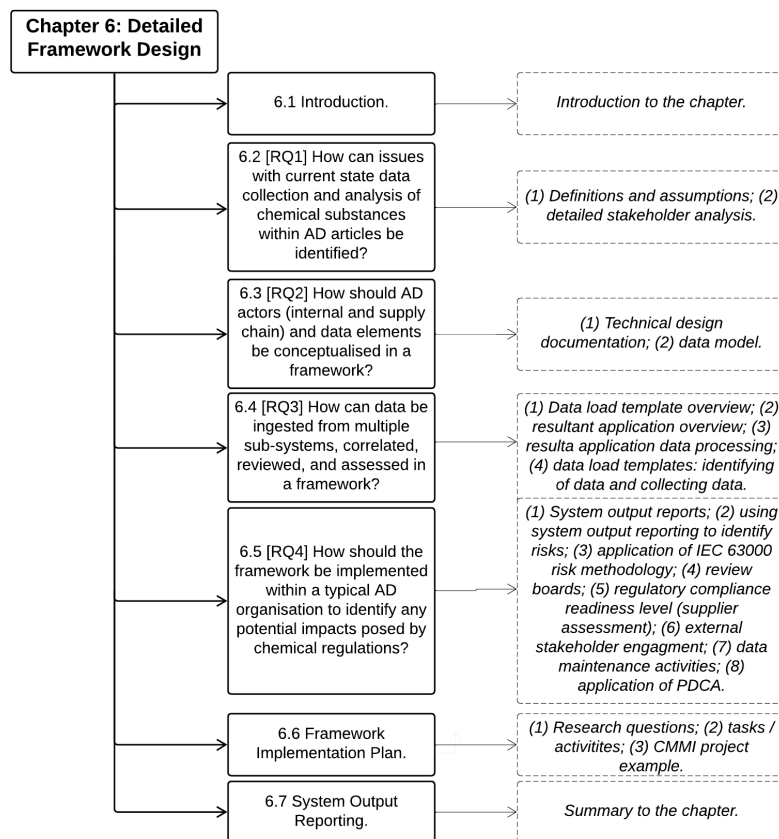 Chapter 6: Detailed
Framework Design
6.1 Introduction.
Introduction to the chapter.
6.2 [RQ1] How can issues
with current state data
collection and analysis of
chemical substances
within AD articles be
identified?
(1) Definitions and assumptions; (2)
detailed stakeholder analysis.
6.3 [RQ2] How should AD
actors (internal and supply
chain) and data elements
be conceptualised in a
framework?
(1) Technical design
documentation; (2) data model.
6.4 [RQ3] How can data be
ingested from multiple
sub-systems, correlated,
reviewed, and assessed in
a framework?
(1) Data load template overview; (2)
resultant application overview; (3)
resulta application data processing;
(4) data load templates: identifying
of data and collecting data.
6.5 [RQ4] How should the
framework be implemented
within a typical AD
organisation to identify any
potential impacts posed by
chemical regulations?
(1) System output reports; (2) using
system output reporting to identify
risks; (3) application of IEC 63000
risk methodology; (4) review
boards; (5) regulatory compliance
readiness level (supplier
assessment); (6) external
stakeholder engagment; (7) data
maintenance activities; (8)
application of PDCA.
6.6 Framework
Implementation Plan.
(1) Research questions; (2) tasks /
activitites; (3) CMMI project
example.
6.7 System Output
Reporting.
Summary to the chapter.